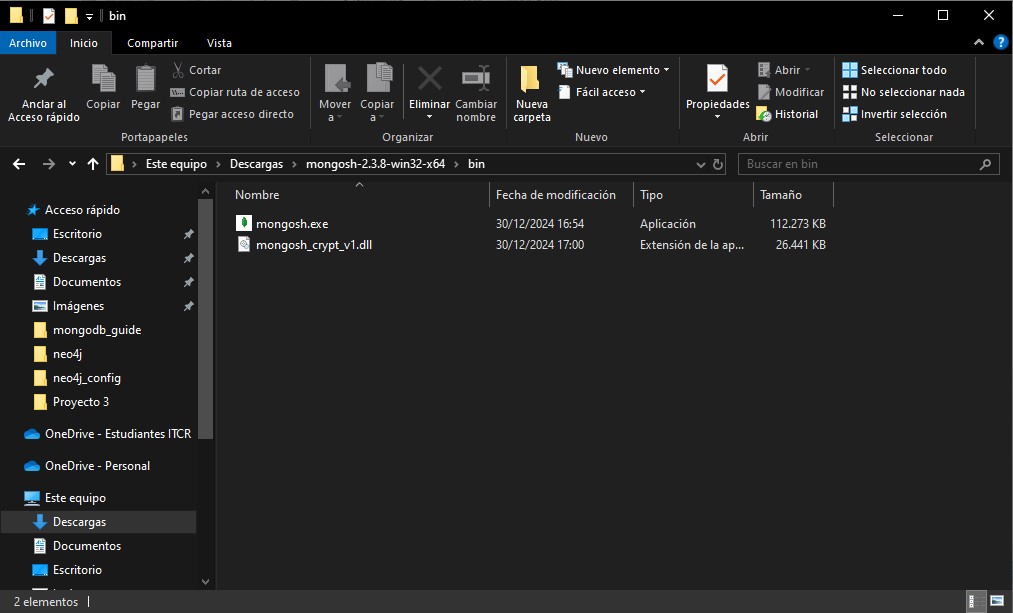 bin
Archivo Inicio Compartir Vista
Anclar al Acceso rápido
Copiar
Pegar
Cortar
Copiar ruta de acceso
Pegar acceso directo
Portapapeles
Mover a
Copiar a
Eliminar
Cambiar nombre
Organizar
Nueva carpeta
Nuevo elemento
Fácil acceso
Nuevo
Propiedades
Abrir
Modificar
Historial
Abrir
Seleccionar todo
No seleccionar nada
Invertir selección
Seleccionar
Este equipo > Descargas > mongosh-2.3.8-win32-x64 > bin
Buscar en bin
Nombre Fecha de modificación Tipo Tamaño
mongosh.exe 30/12/2024 16:54 Aplicación 112.273 KB
mongosh_crypt_v1.dll 30/12/2024 17:00 Extensión de la ap... 26.441 KB
Acceso rápido
Escritorio
Descargas
Documentos
Imágenes
mongodb_guide
neo4j
neo4j_config
Proyecto 3
OneDrive - Estudiantes ITCR
OneDrive - Personal
Este equipo
Descargas
Documentos
Escritorio
2 elementos